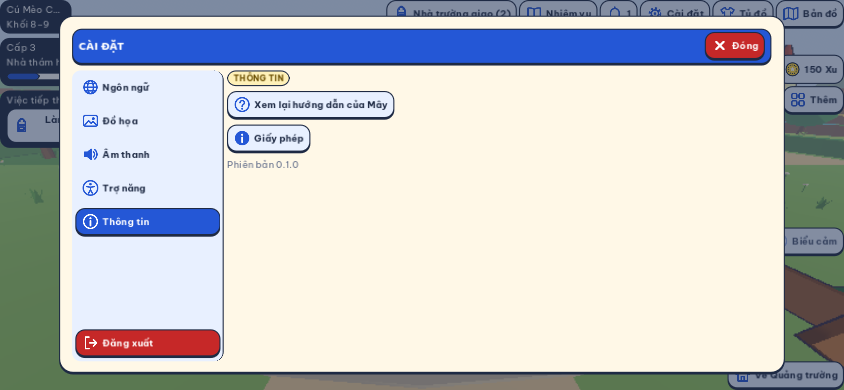 Cú Mèo C...
Khối 8-9
Nhà trường giao (2)
Nhiệm vụ
1
Cài đặt
Tủ đồ
Bản đồ
Cấp 3
Nhà thám h
150 Xu
Việc tiếp th
Thêm
Làr
CÀI ĐẶT
Đóng
Ngôn ngữ
Đồ họa
Âm thanh
Trợ năng
Thông tin
Đăng xuất
THÔNG TIN
Xem lại hướng dẫn của Mây
Giấy phép
Phiên bản 0.1.0
Biểu cảm
Về Quảng trường